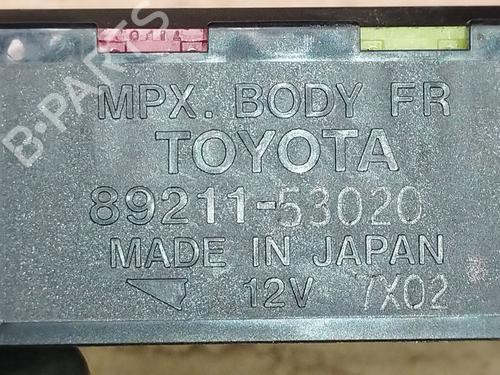 MPX. BODY FR
TOYOTA
89211-53020
MADE IN JAPAN
12V 7X02
B-PARTS